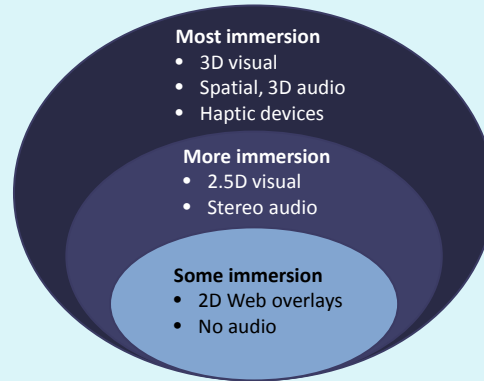 Most immersion
• 3D visual
• Spatial, 3D audio
• Haptic devices
More immersion
• 2.5D visual
• Stereo audio
Some immersion
• 2D Web overlays
• No audio